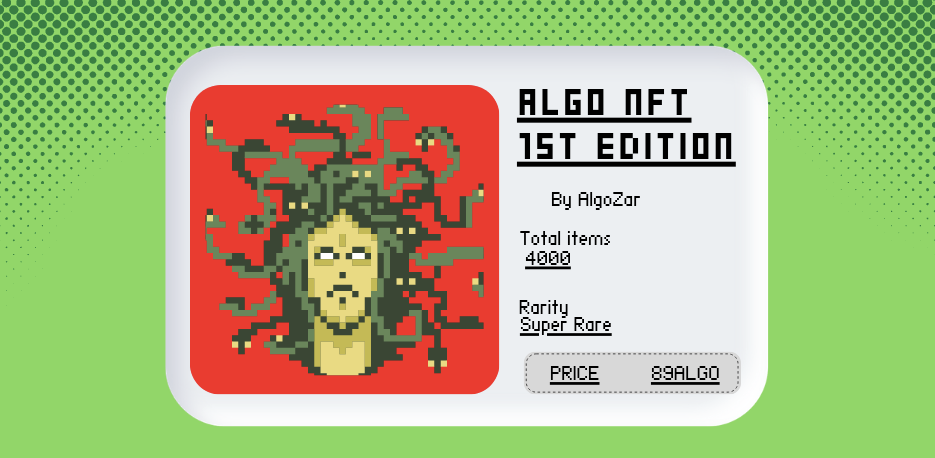 ALGO NFT
1ST EDITION
By AlgoZar
Total items
4000
Rarity
Super Rare
PRICE 89ALGO